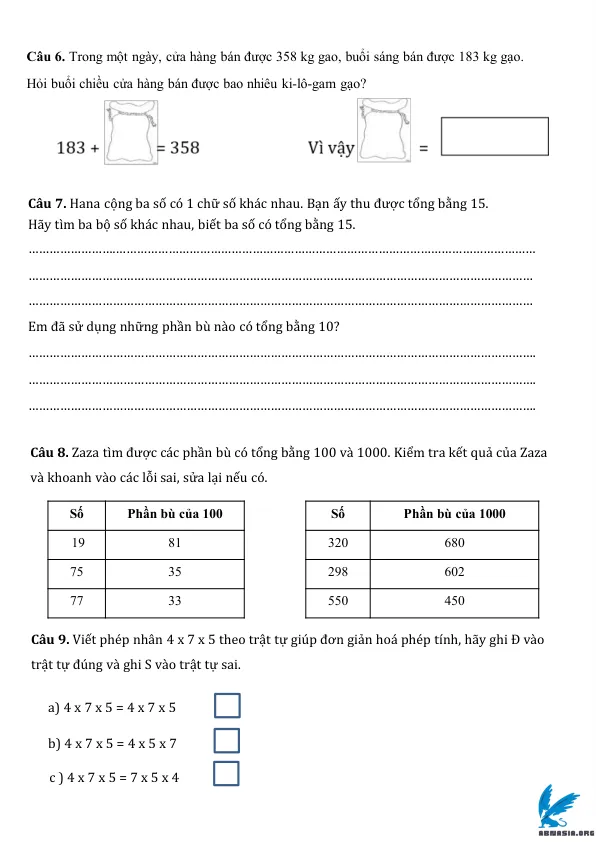 Câu 6. Trong một ngày, cửa hàng bán được 358 kg gao, buổi sáng bán được 183 kg gạo.
Hỏi buổi chiều cửa hàng bán được bao nhiêu ki-lô-gam gạo?
183 + = 358 Vì vậy =
Câu 7. Hana cộng ba số có 1 chữ số khác nhau. Bạn ấy thu được tổng bằng 15.
Hãy tìm ba bộ số khác nhau, biết ba số có tổng bằng 15.
Em đã sử dụng những phần bù nào có tổng bằng 10?
Câu 8. Zaza tìm được các phần bù có tổng bằng 100 và 1000. Kiểm tra kết quả của Zaza
và khoanh vào các lỗi sai, sửa lại nếu có.
Số Phần bù của 100
19 81
75 35
77 33
Số Phần bù của 1000
320 680
298 602
550 450
Câu 9. Viết phép nhân 4 x 7 x 5 theo trật tự giúp đơn giản hoá phép tính, hãy ghi Đ vào
trật tự đúng và ghi S vào trật tự sai.
a) 4 x 7 x 5 = 4 x 7 x 5
b) 4 x 7 x 5 = 4 x 5 x 7
c ) 4 x 7 x 5 = 7 x 5 x 4
ABMASIA.ORG